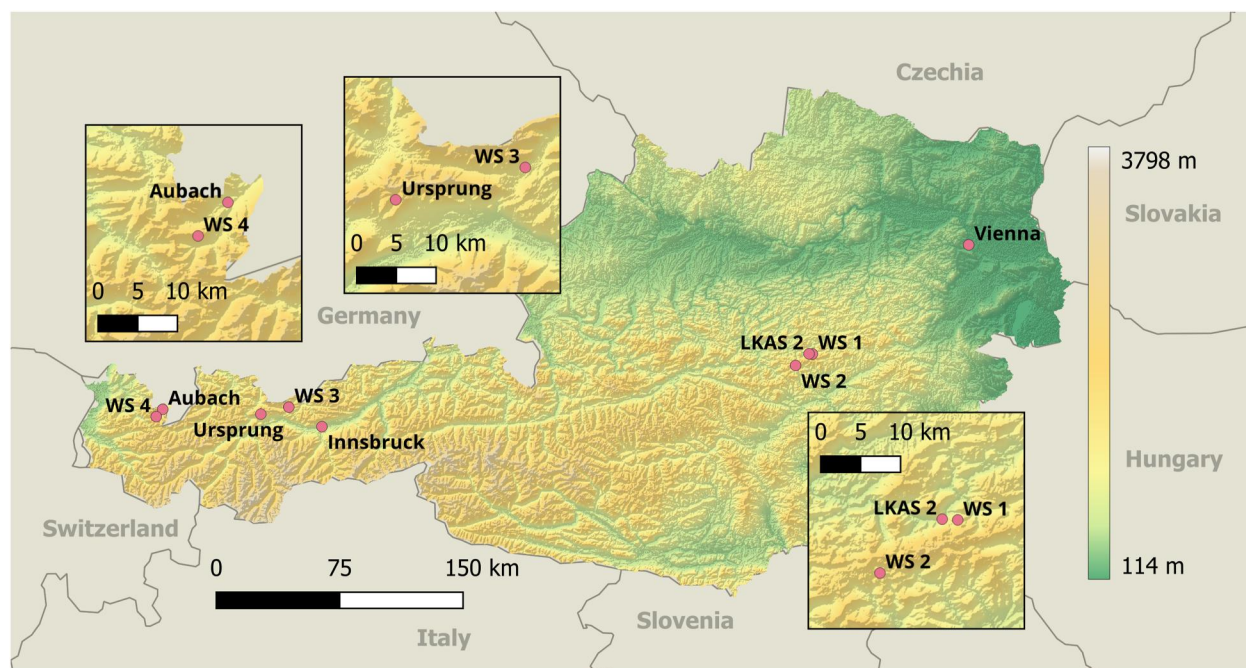 Czechia
3798 m
Slovakia
Hungary
114 m
Vienna
Germany
Switzerland
Italy
Slovenia
Aubach
WS 4
0 5 10 km
WS 3
Ursprung
0 5 10 km
LKAS 2 WS 1
WS 2
WS 4 Aubach
Ursprung
WS 3
Innsbruck
0 5 10 km
LKAS 2 WS 1
WS 2
0 75 150 km